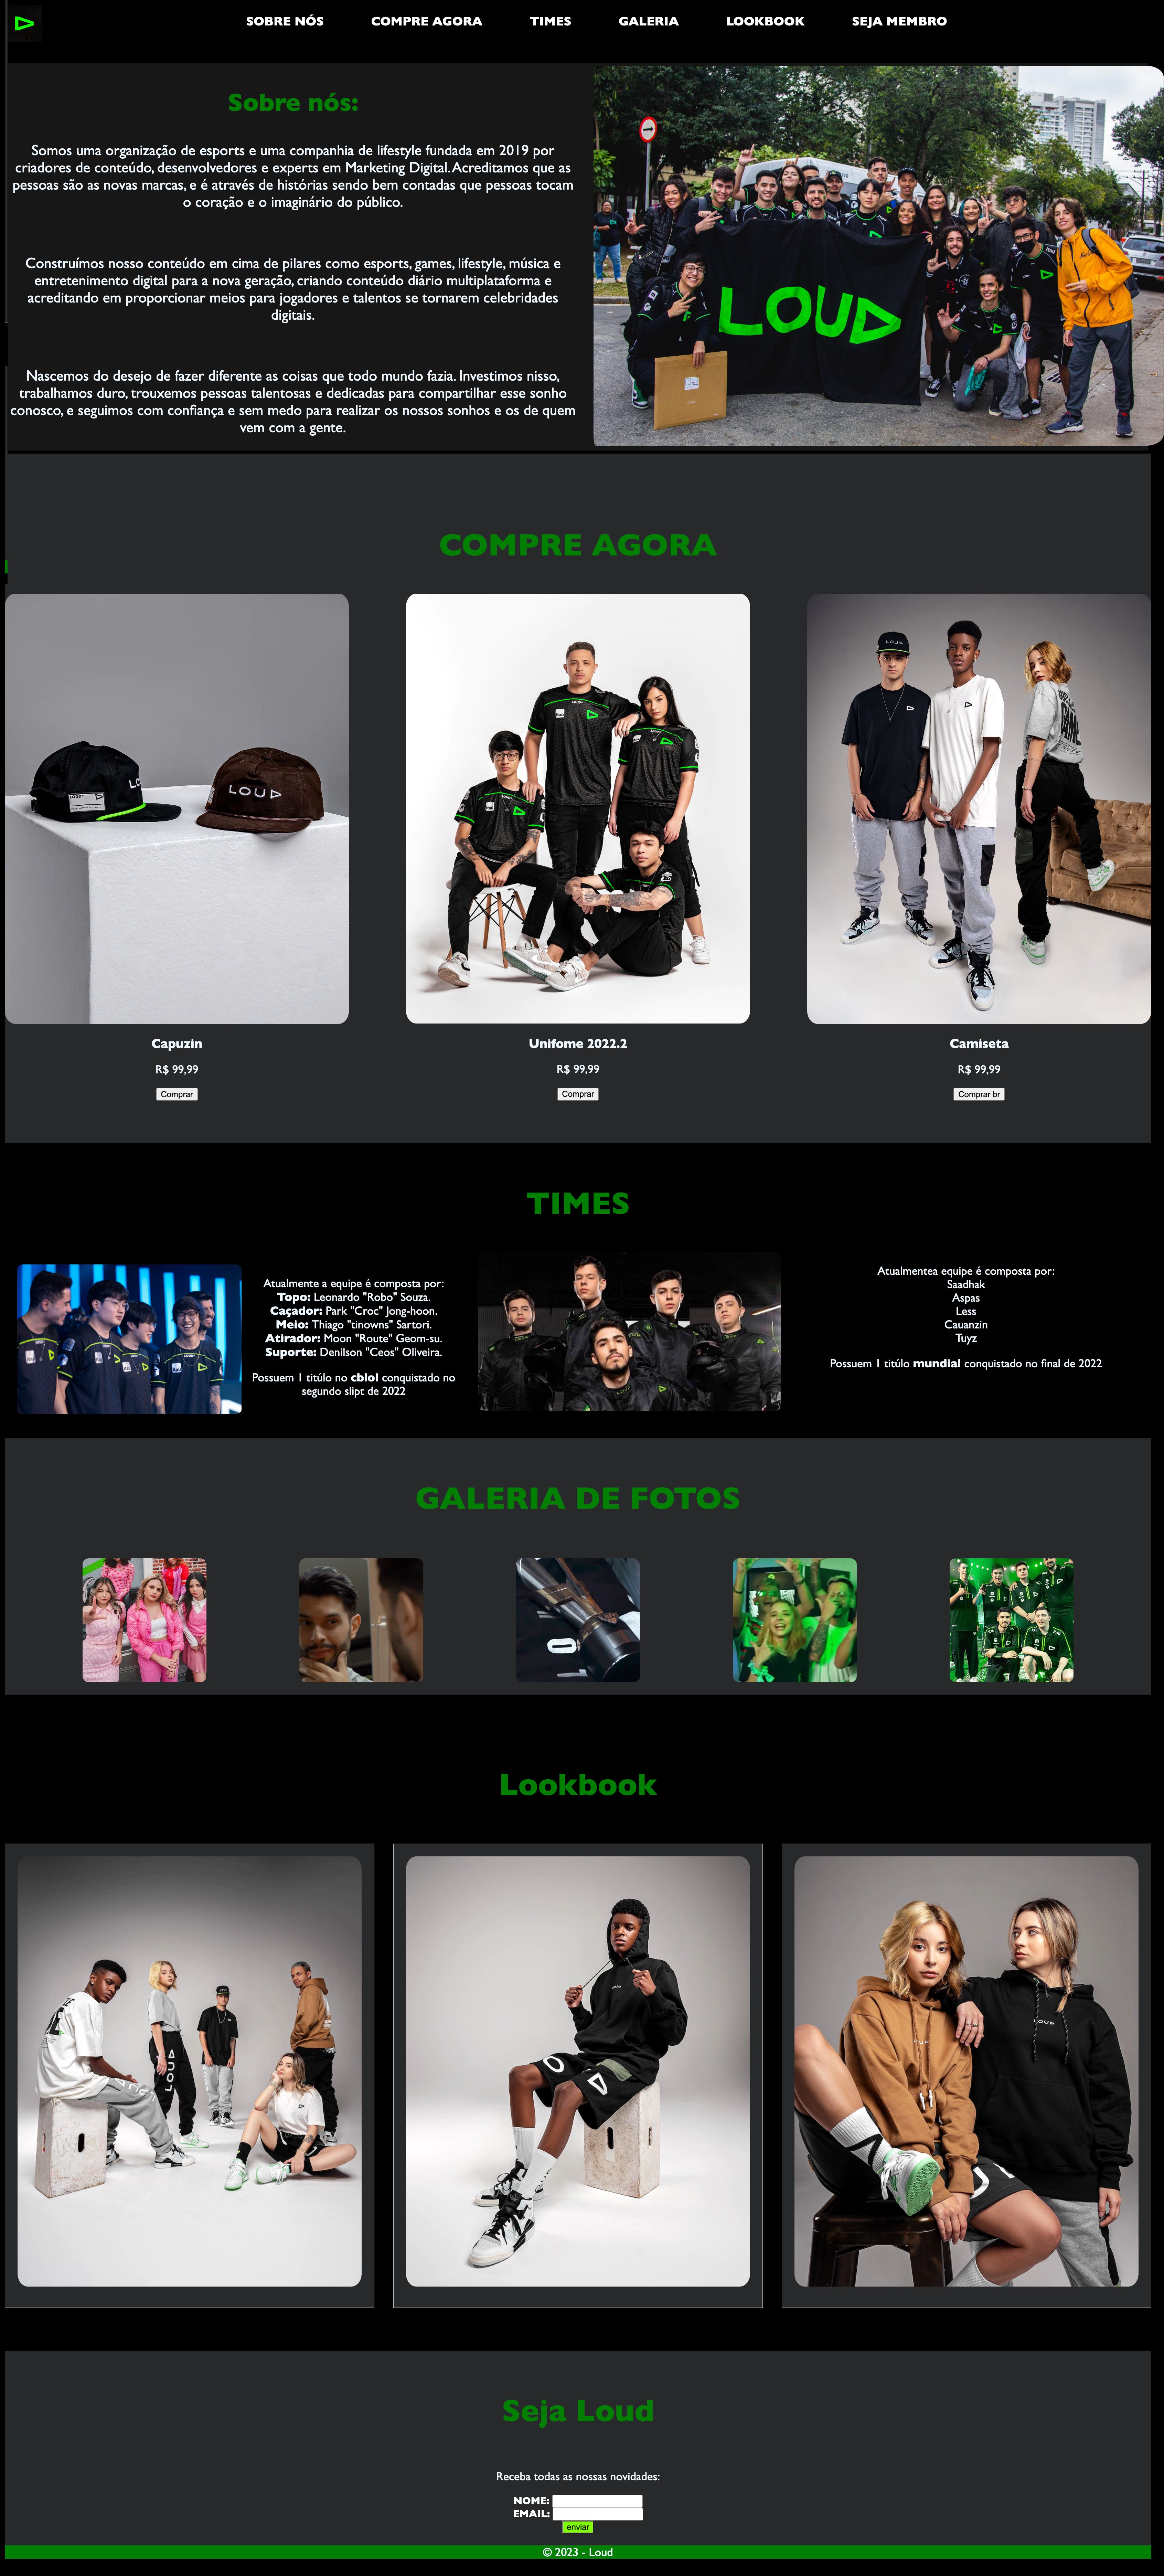 SOBRE NÓS COMPRE AGORA TIMES GALERIA LOOKBOOK SEJA MEMBRO
Sobre nós:
Somos uma organização de esports e uma companhia de lifestyle fundada em 2019 por
criadores de conteúdo, desenvolvedores e experts em Marketing Digital. Acreditamos que as
pessoas são as novas marcas, e é através de histórias sendo bem contadas que pessoas tocam
o coração e o imaginário do público.
Construímos nosso conteúdo em cima de pilares como esports, games, lifestyle, música e
entretenimento digital para a nova geração, criando conteúdo diário multiplataforma e
acreditando em proporcionar meios para jogadores e talentos se tornarem celebridades
digitais.
Nascemos do desejo de fazer diferente as coisas que todo mundo fazia. Investimos nisso,
trabalhamos duro, trouxemos pessoas talentosas e dedicadas para compartilhar esse sonho
conosco, e seguimos com confiança e sem medo para realizar os nossos sonhos e os de quem
vem com a gente.
LOUD
COMPRE AGORA
LOUD
Capuzin
R$ 99,99
Comprar
Unifome 2022.2
R$ 99,99
Comprar
LOUD
Camiseta
R$ 99,99
Comprar br
TIMES
Atualmente a equipe é composta por:
Topo: Leonardo "Robo" Souza.
Caçador: Park "Croc" Jong-hoon.
Meio: Thiago "tinowns" Sartori.
Atirador: Moon "Route" Geom-su.
Suporte: Denilson "Ceos" Oliveira.
Possuem 1 titúlo no cblol conquistado no
segundo slipt de 2022
Atualmentea equipe é composta por:
Saadhak
Aspas
Less
Cauanzin
Tuyz
Possuem 1 titúlo mundial conquistado no final de 2022
GALERIA DE FOTOS
Lookbook
LOUD
LOUD
Seja Loud
Receba todas as nossas novidades:
NOME:
EMAIL:
enviar
© 2023 - Loud